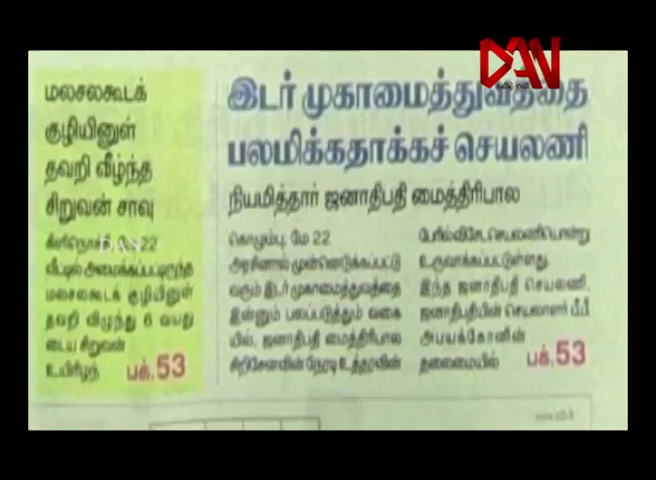 DAN
மலசலகூடக்
குழியினுள்
தவறி வீழ்ந்த
சிறுவன் சாவு
கிளிநொச்சி, மே 22
வீட்டில் அமைக்கப்பட்டிருந்த
மலசலகூடக் குழியினுள்
தவறி விழுந்து 6 வயது
டைய சிறுவன்
உயிரிழந் பக்.53
இடர் முகாமைத்துவத்தை
பலமிக்கதாக்கச் செயலணி
நியமித்தார் ஜனாதிபதி மைத்திரிபால
கொழும்பு, மே 22
அரசினால் முன்னெடுக்கப்பட்டு
வரும் இடர் முகாமைத்துவத்தை
இன்னும் பலப்படுத்தும் வகை
யில், ஜனாதிபதி மைத்திரிபால
சிறிசேனவின் நேரடி உத்தரவின்
பேரில் விசேட செயலணியொன்று
உருவாக்கப்பட்டுள்ளது.
இந்த ஜனாதிபதி செயலணி,
ஜனாதிபதியின் செயலாளர் பீ.பீ
அபயக்கோனின்
தலைமையில் பக்.53